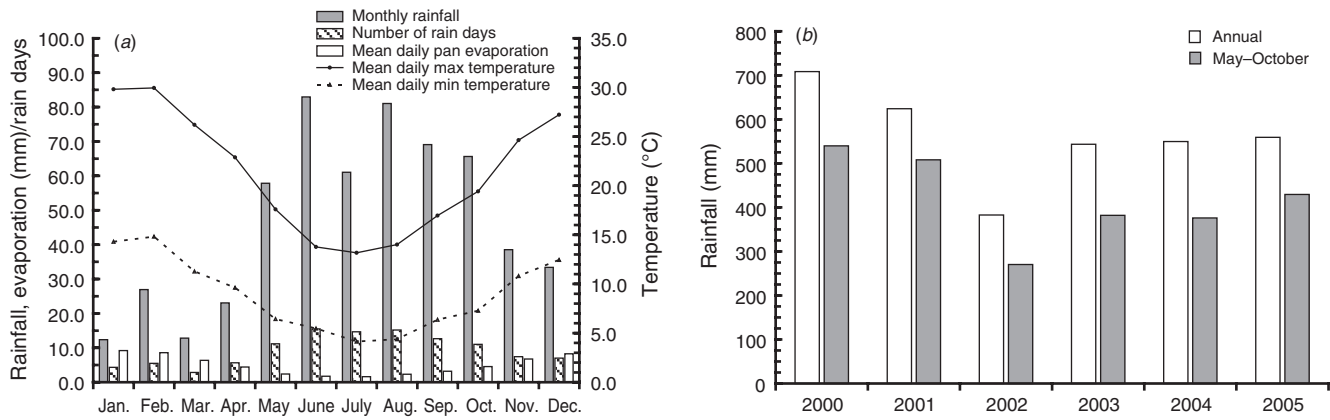 (a)
Monthly rainfall
Number of rain days
Mean daily pan evaporation
Mean daily max temperature
Mean daily min temperature
Rainfall, evaporation (mm)/rain days
100.0
90.0
80.0
70.0
60.0
50.0
40.0
30.0
20.0
10.0
0.0
35.0
30.0
25.0
20.0
15.0
10.0
5.0
0.0
Temperature (°C)
Jan. Feb. Mar. Apr. May June July Aug. Sep. Oct. Nov. Dec.
(b)
Annual
May–October
Rainfall (mm)
800
700
600
500
400
300
200
100
0
2000 2001 2002 2003 2004 2005